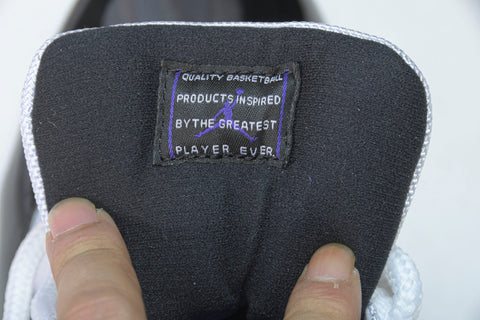 QUALITY BASKETBALL
PRODUCTS INSPIRED
BY THE GREATEST
PLAYER EVER.